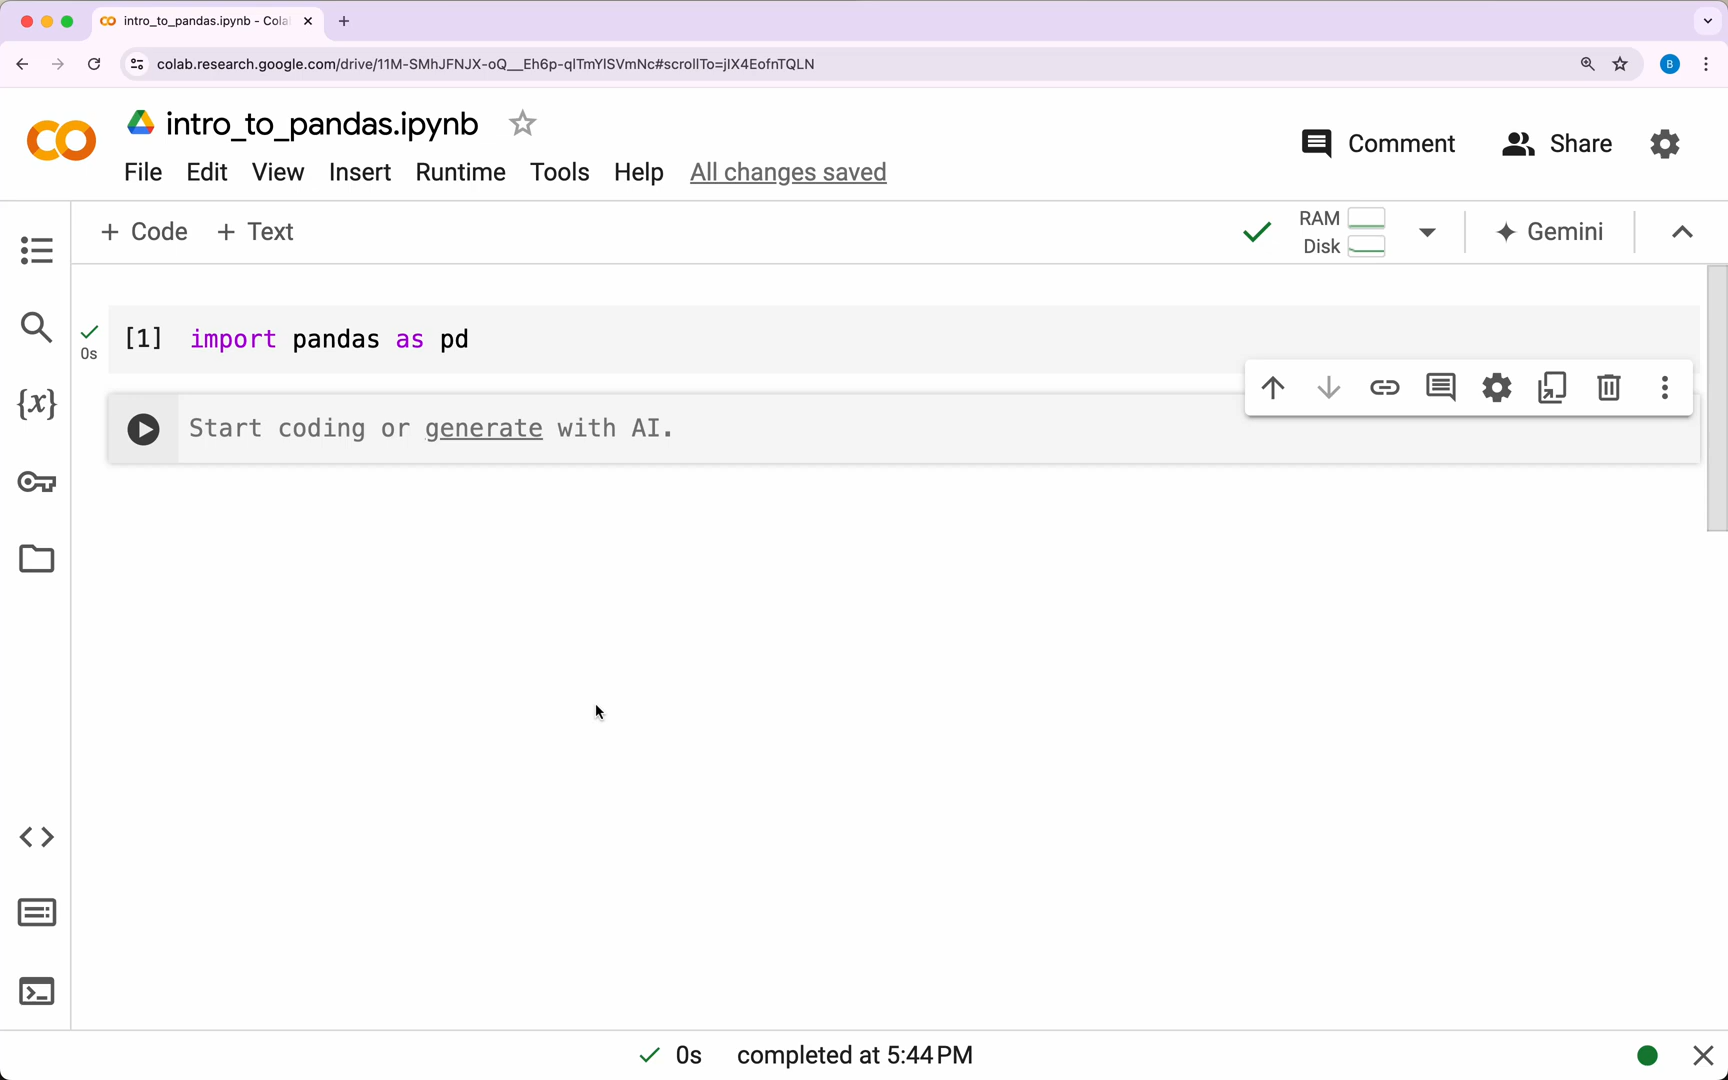 intro_to_pandas.ipynb - Cola
colab.research.google.com/drive/11M-SMhJFNJX-oQ__Eh6p-qlTmYlSVmNc#scrollTo=jlX4EofnTQLN
B
intro_to_pandas.ipynb
Comment
Share
File Edit View Insert Runtime Tools Help All changes saved
+ Code + Text
RAM
Disk
Gemini
[1] import pandas as pd
0s
Start coding or generate with AI.
{x}
0s completed at 5:44 PM